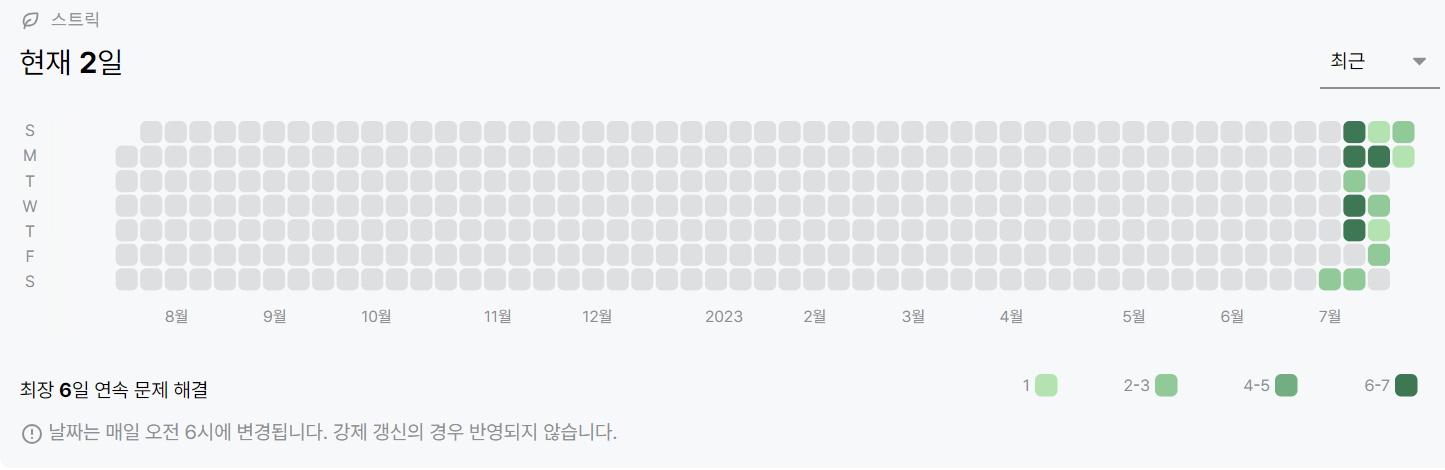 스트릭
현재 2일
최근
S
M
T
W
T
F
S
8월 9월 10월 11월 12월 2023 2월 3월 4월 5월 6월 7월
최장 6일 연속 문제 해결
1 2-3 4-5 6-7
날짜는 매일 오전 6시에 변경됩니다. 강제 갱신의 경우 반영되지 않습니다.